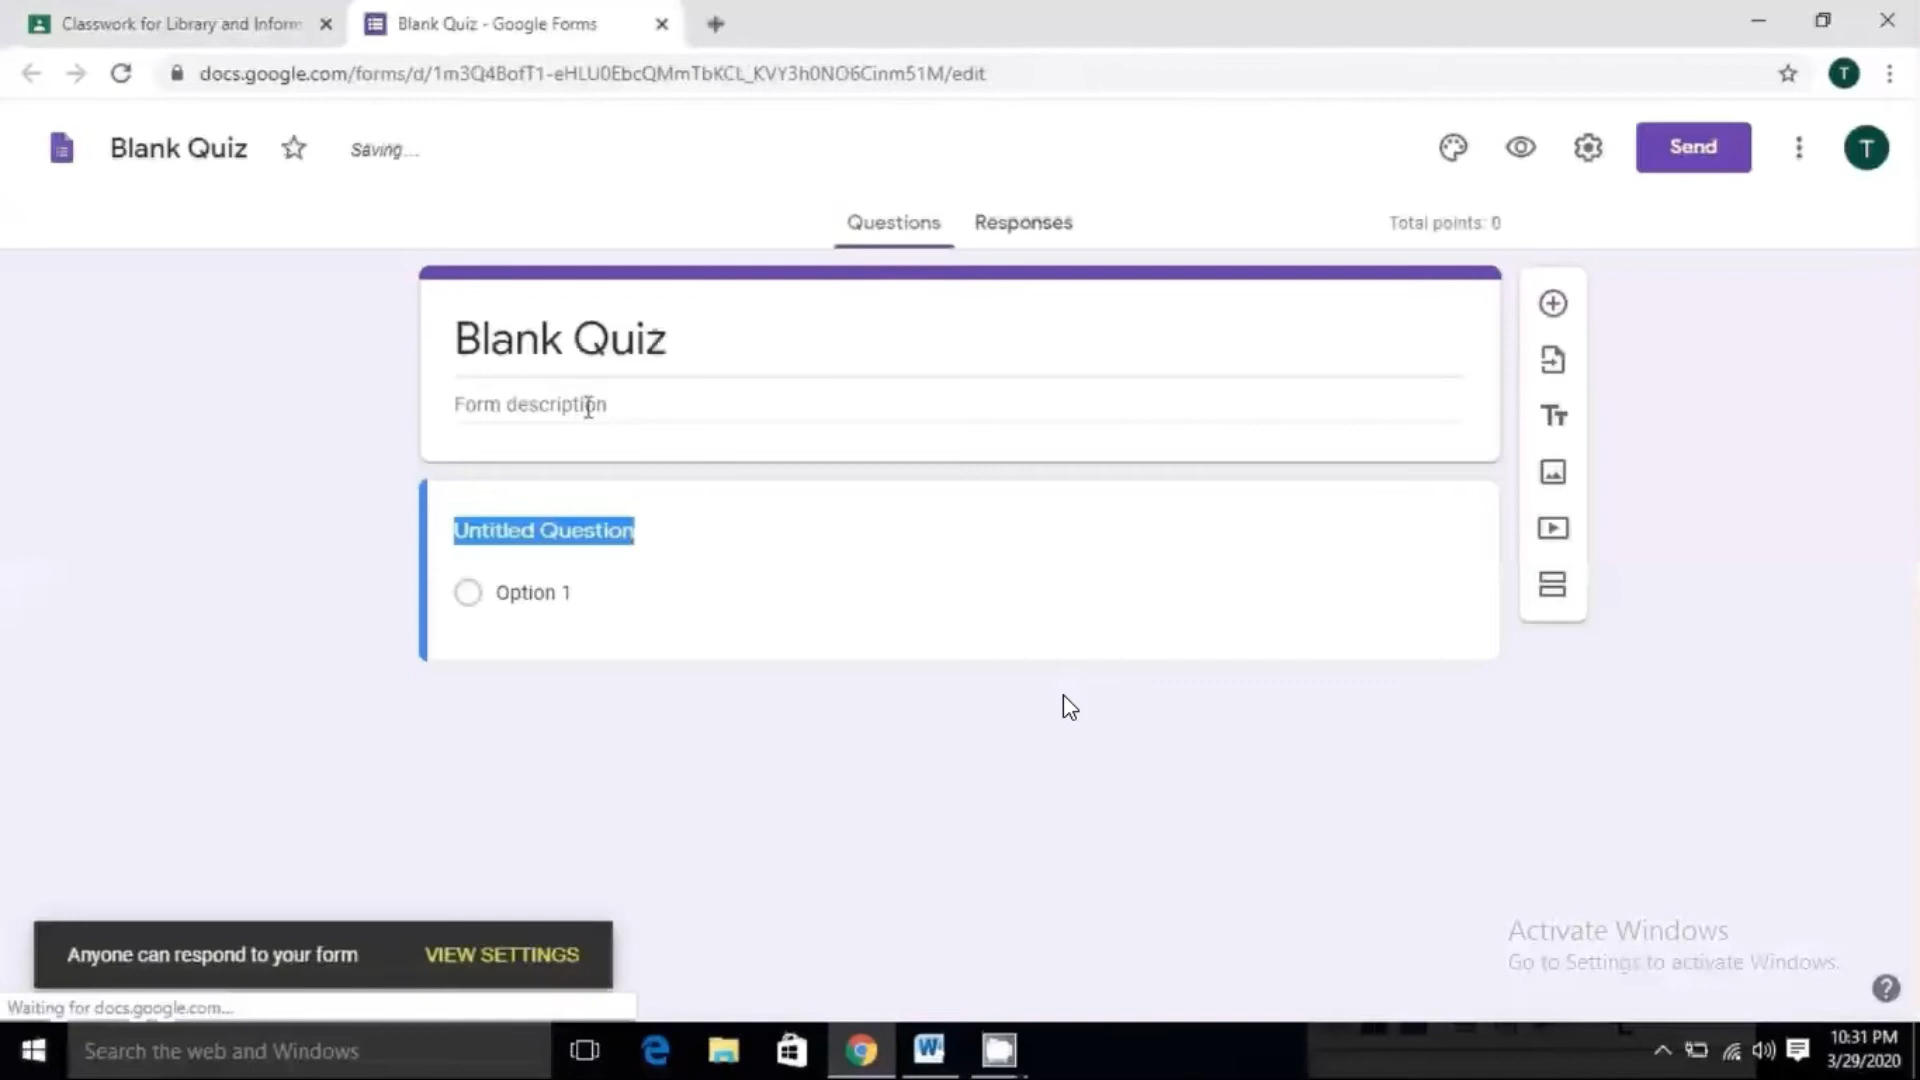 Classwork for Library and Inform
Blank Quiz - Google Forms
docs.google.com/forms/d/1m3Q4BofT1-eHLU0EbcQMmTbKCL_KVY3h0NO6Cinm51M/edit
T
Blank Quiz
Saving...
Send
T
Questions
Responses
Total points: 0
Blank Quiz
Form description
Tт
Untitled Question
Option 1
Anyone can respond to your form
VIEW SETTINGS
Activate Windows
Go to Settings to activate Windows.
Waiting for docs.google.com...
Search the web and Windows
10:31 PM
3/29/2020